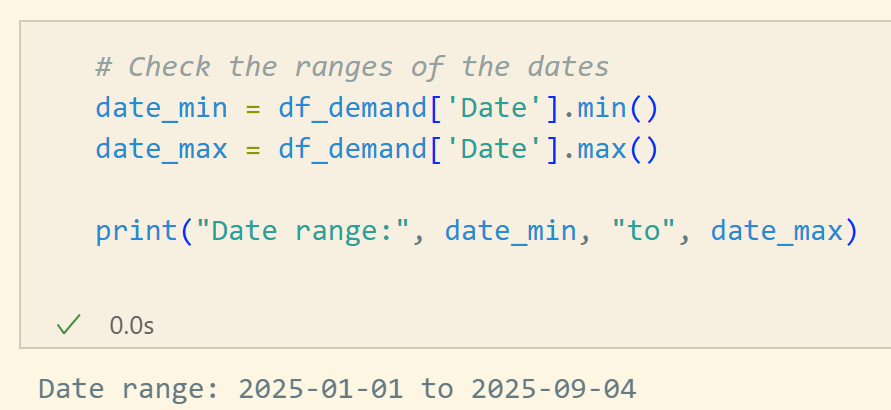 # Check the ranges of the dates
date_min = df_demand['Date'].min()
date_max = df_demand['Date'].max()
print("Date range:", date_min, "to", date_max)
0.0s
Date range: 2025-01-01 to 2025-09-04